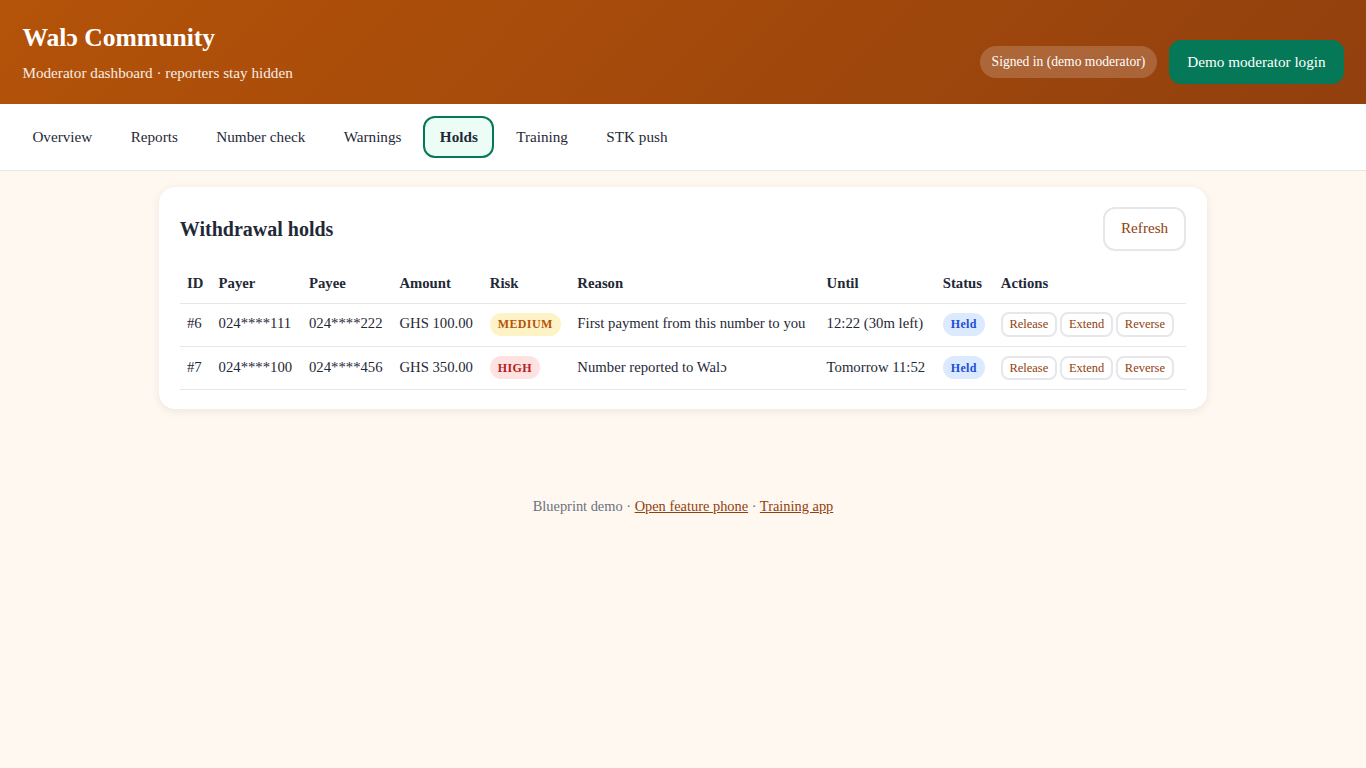 Walɔ Community
Moderator dashboard · reporters stay hidden
Signed in (demo moderator)
Demo moderator login
Overview Reports Number check Warnings Holds Training STK push
Withdrawal holds
Refresh
ID Payer Payee Amount Risk Reason Until Status Actions
#6 024****111 024****222 GHS 100.00 MEDIUM First payment from this number to you 12:22 (30m left) Held Release Extend Reverse
#7 024****100 024****456 GHS 350.00 HIGH Number reported to Walɔ Tomorrow 11:52 Held Release Extend Reverse
Blueprint demo · Open feature phone · Training app